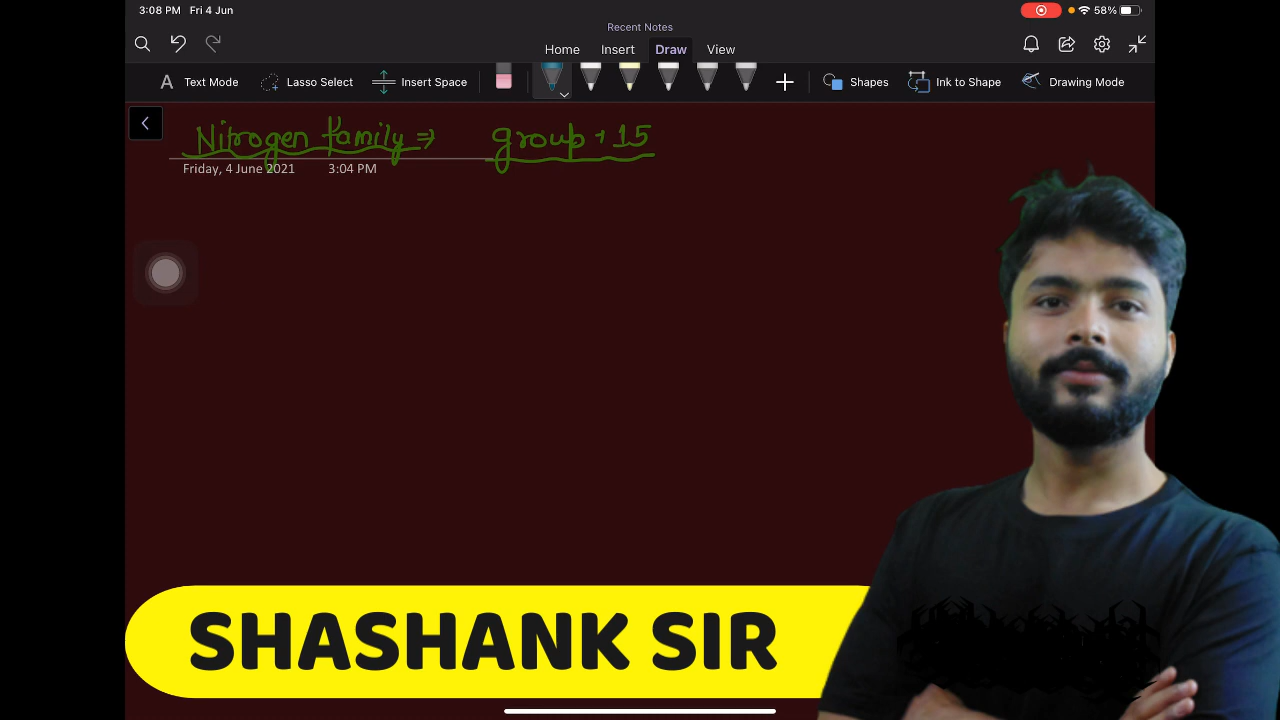 3:08 PM Fri 4 Jun 58%
Recent Notes
Home Insert Draw View
A Text Mode Lasso Select Insert Space Shapes Ink to Shape Drawing Mode
Nitrogen family ⇒ group - 15
Friday, 4 June 2021 3:04 PM
SHASHANK SIR